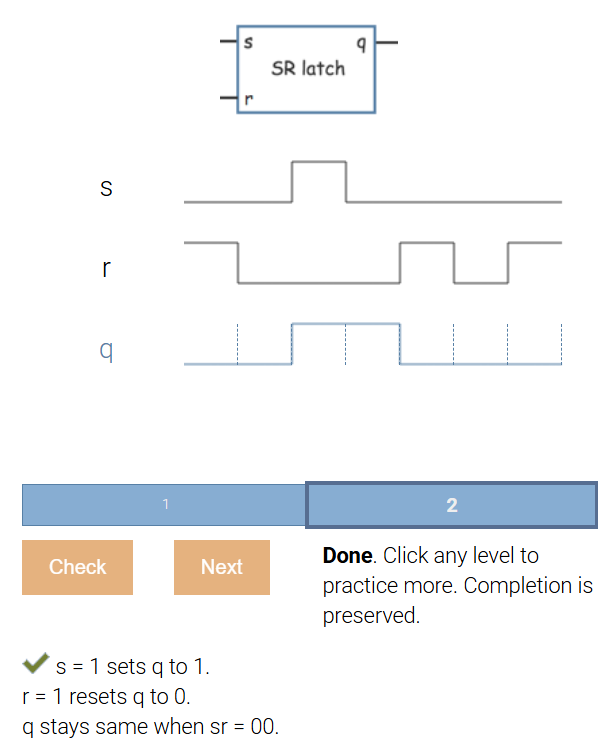 s q
SR latch
r
s
r
q
1 2
Check Next
Done. Click any level to
practice more. Completion is
preserved.
s = 1 sets q to 1.
r = 1 resets q to 0.
q stays same when sr = 00.